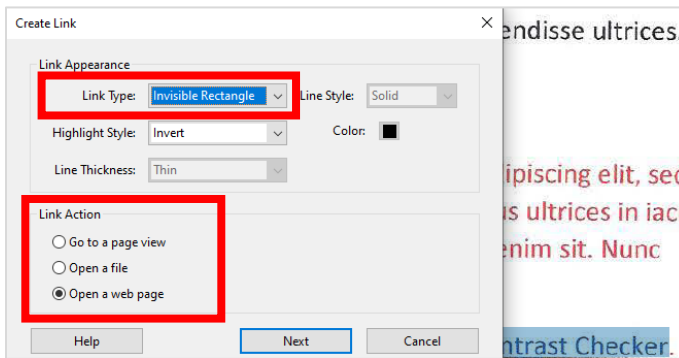 Create Link
endisse ultrices.
Link Appearance
Link Type: Invisible Rectangle Line Style: Solid
Highlight Style: Invert Color:
Line Thickness: Thin
ipiscing elit, sec
Link Action
us ultrices in iac
Go to a page view
enim sit. Nunc
Open a file
Open a web page
Help Next Cancel
ntrast Checker.